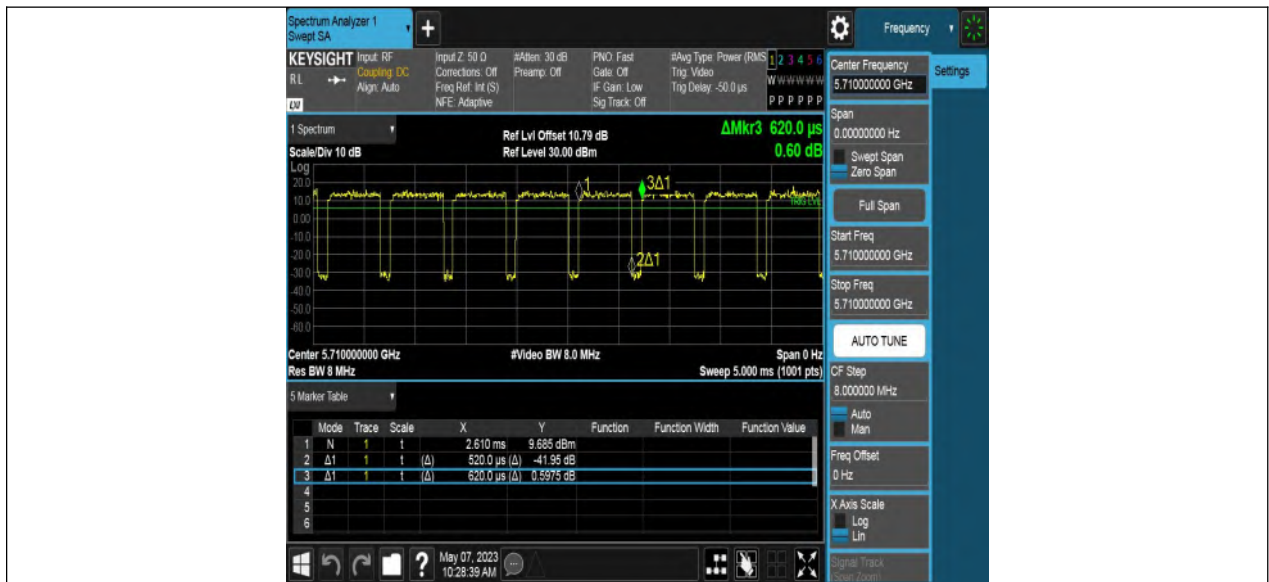 Spectrum Analyzer 1
Swept SA
+
Frequency
KEYSIGHT
RL
LXI
Input: RF
Coupling: DC
Align: Auto
Input Z: 50 Ω
Corrections: Off
Freq Ref: Int (S)
NFE: Adaptive
#Atten: 30 dB
Preamp: Off
PNO: Fast
Gate: Off
IF Gain: Low
Sig Track: Off
#Avg Type: Power (RMS
Trig: Video
Trig Delay: -50.0 µs
1 2 3 4 5 6
W W W W W W
P P P P P P
Center Frequency
5.710000000 GHz
Settings
Span
0.00000000 Hz
Swept Span
Zero Span
Full Span
Start Freq
5.710000000 GHz
Stop Freq
5.710000000 GHz
AUTO TUNE
CF Step
8.000000 MHz
Auto
Man
Freq Offset
0 Hz
X Axis Scale
Log
Lin
Signal Track
(Span Zoom)
1 Spectrum
Scale/Div 10 dB
Ref Lvl Offset 10.79 dB
Ref Level 30.00 dBm
ΔMkr3 620.0 µs
0.60 dB
Log
20.0
10.0
0.00
-10.0
-20.0
-30.0
-40.0
-50.0
-60.0
1
3Δ1
2Δ1
TRIG LVL
Center 5.710000000 GHz
Res BW 8 MHz
#Video BW 8.0 MHz
Span 0 Hz
Sweep 5.000 ms (1001 pts)
5 Marker Table
Mode Trace Scale X Y Function Function Width Function Value
1 N 1 t 2.610 ms 9.685 dBm
2 Δ1 1 t (Δ) 520.0 µs (Δ) -41.95 dB
3 Δ1 1 t (Δ) 620.0 µs (Δ) 0.5975 dB
4
5
6
?
May 07, 2023
10:28:39 AM